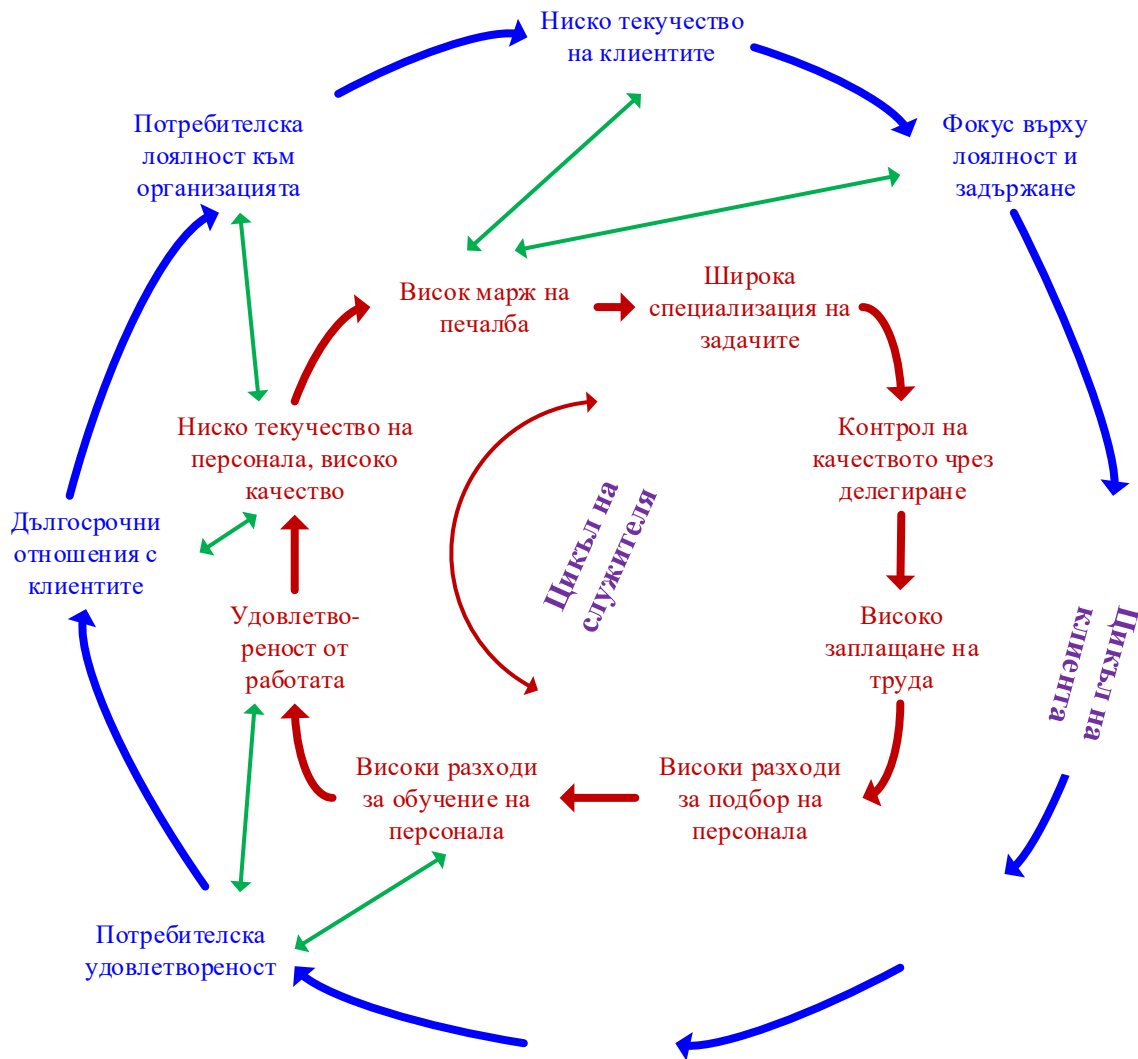 Ниско текучество
на клиентите
Потребителска
лоялност към
организацията
Фокус върху
лоялност и
задържане
Висок марж на
печалба
Широка
специализация на
задачите
Ниско текучество на
персонала, високо
качество
Контрол на
качеството чрез
делегиране
Цикъл на
служителя
Дългосрочни
отношения с
клиентите
Удовлетво-
реност от
работата
Високо
заплащане на
труда
Цикъл на
клиента
Високи разходи
за обучение на
персонала
Високи разходи
за подбор на
персонала
Потребителска
удовлетвореност